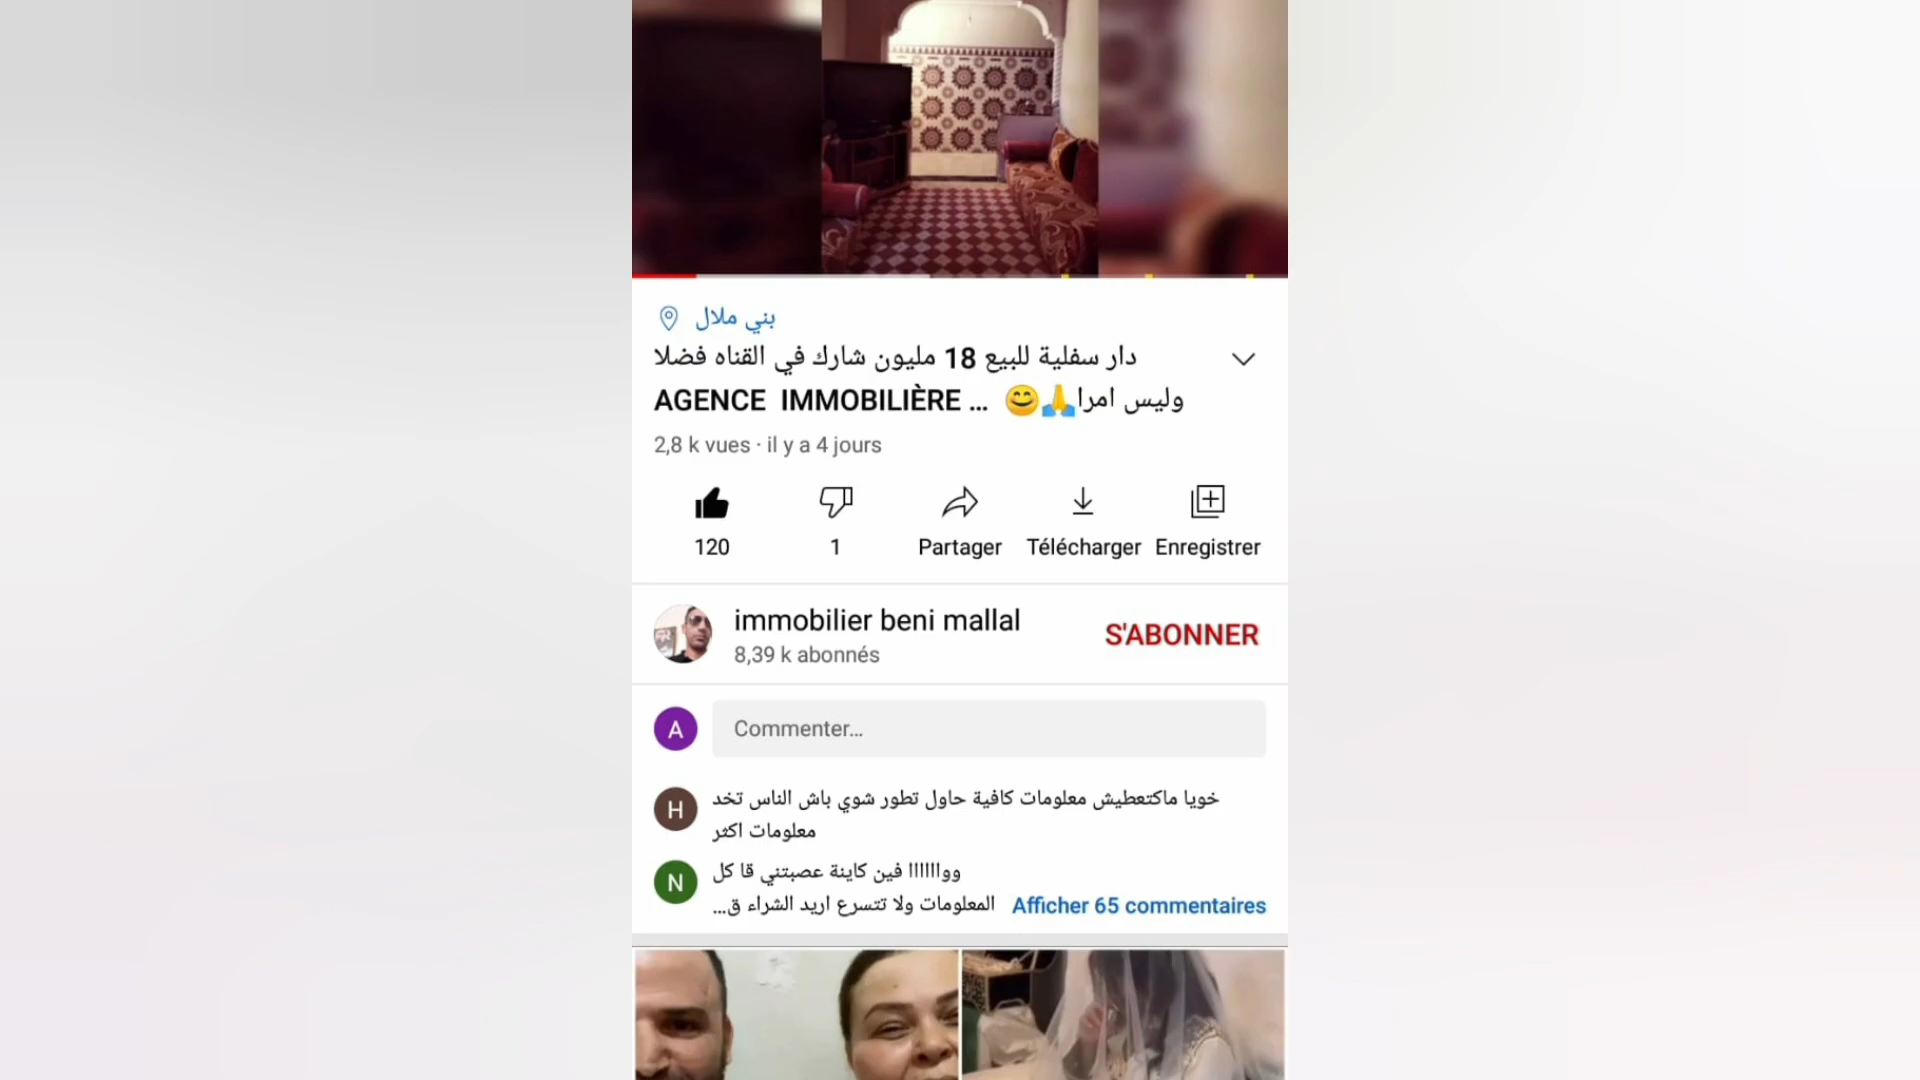 بني ملال
دار سفلية للبيع 18 مليون شارك في القناه فضلا
وليس امرا🙏😊 AGENCE IMMOBILIÈRE ...
2,8 k vues · il y a 4 jours
120
1
Partager
Télécharger
Enregistrer
immobilier beni mallal
S'ABONNER
8,39 k abonnés
A
Commenter...
H
خويا ماكتعطيش معلومات كافية حاول تطور شوي باش الناس تخد
معلومات اكثر
N
وواااااا فين كاينة عصبتني قا كل
المعلومات ولا تتسرع اريد الشراء ق...
Afficher 65 commentaires